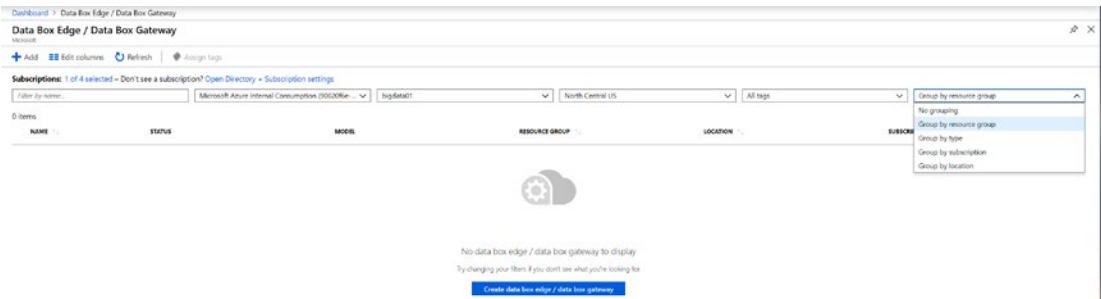 Dashboard > Data Box Edge / Data Box Gateway
Data Box Edge / Data Box Gateway
Microsoft
Add Edit columns Refresh Assign tags
Subscriptions: 1 of 4 selected – Don't see a subscription? Open Directory + Subscription settings
Filter by name... Microsoft Azure Internal Consumption bigdata01 North Central US All tags Group by resource group
0 items
No grouping
NAME STATUS MODEL RESOURCE GROUP LOCATION SUBSCRI
Group by resource group
Group by type
Group by subscription
Group by location
No data box edge / data box gateway to display
Try changing your filters if you don't see what you're looking for.
Create data box edge / data box gateway